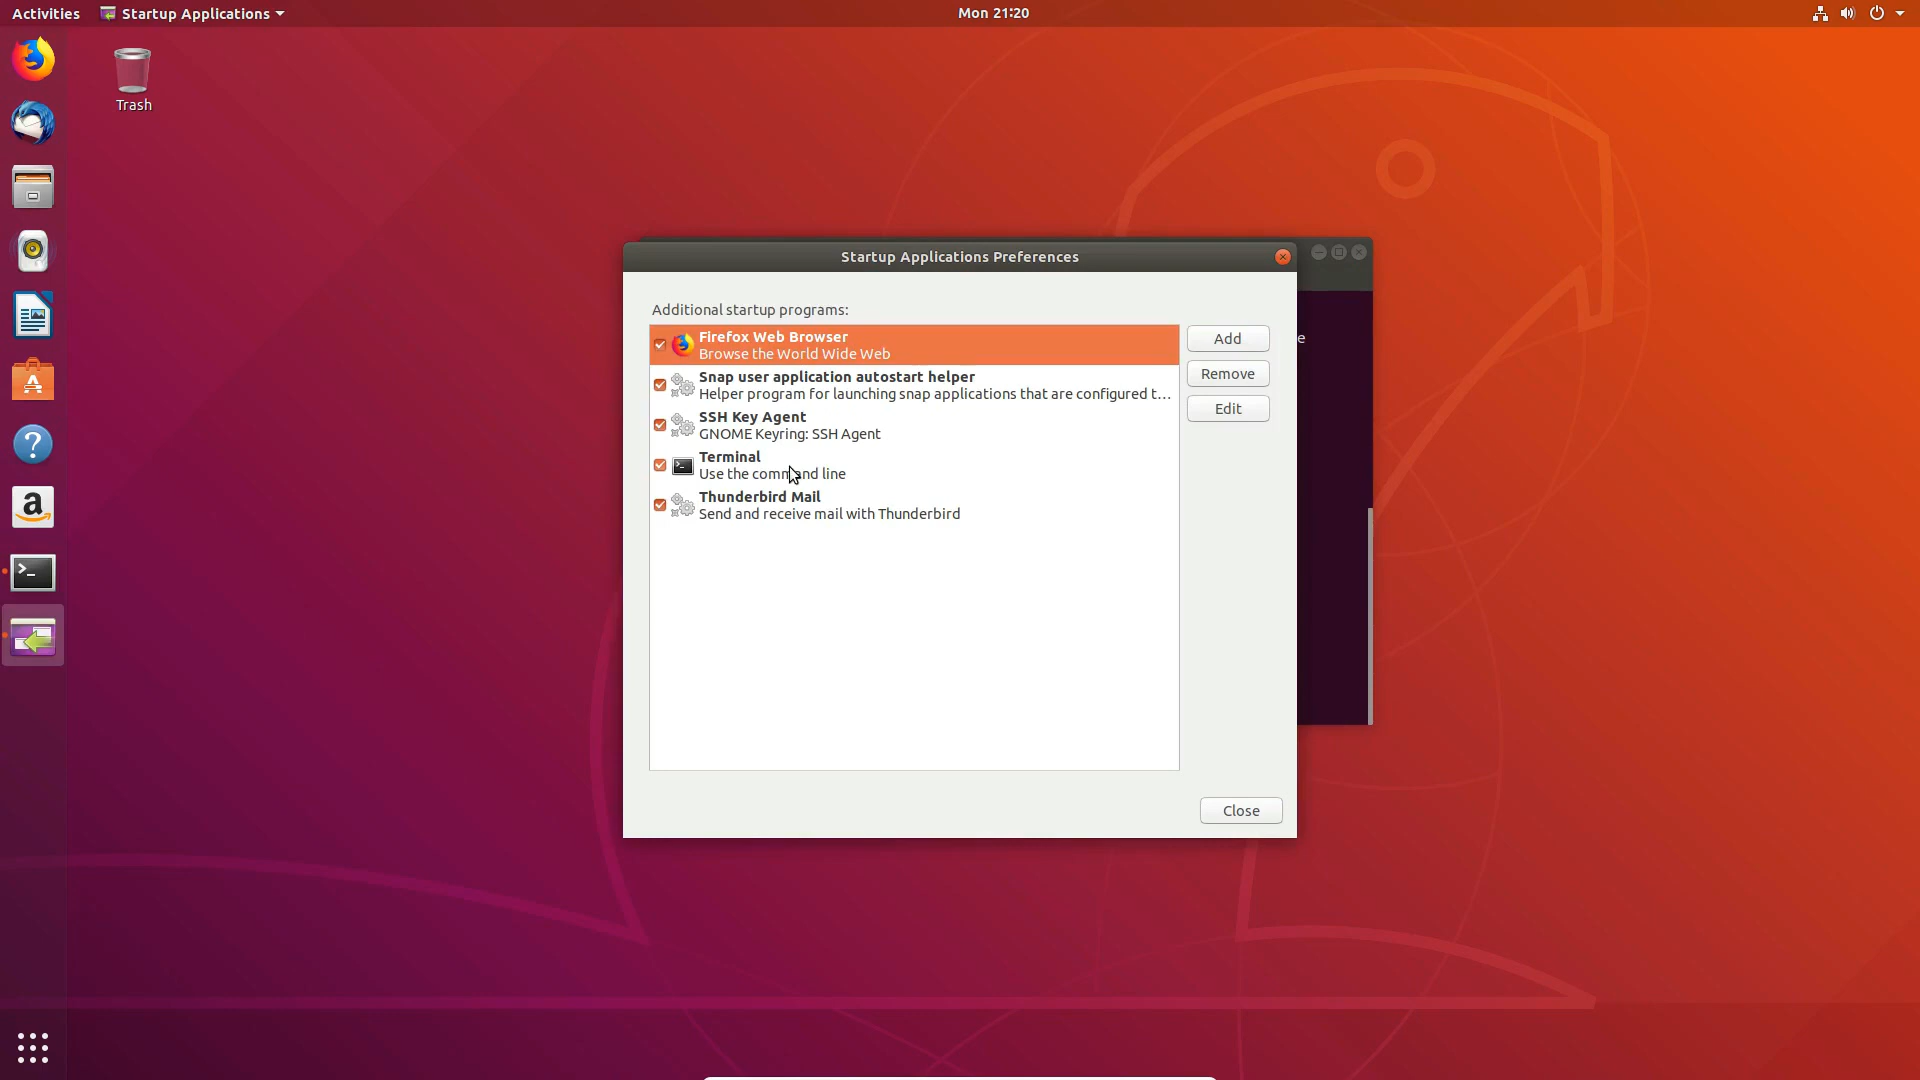 Activities
Startup Applications
Mon 21:20
Trash
Startup Applications Preferences
Additional startup programs:
Firefox Web Browser
Browse the World Wide Web
Snap user application autostart helper
Helper program for launching snap applications that are configured t...
SSH Key Agent
GNOME Keyring: SSH Agent
Terminal
Use the command line
Thunderbird Mail
Send and receive mail with Thunderbird
Add
Remove
Edit
e
Close